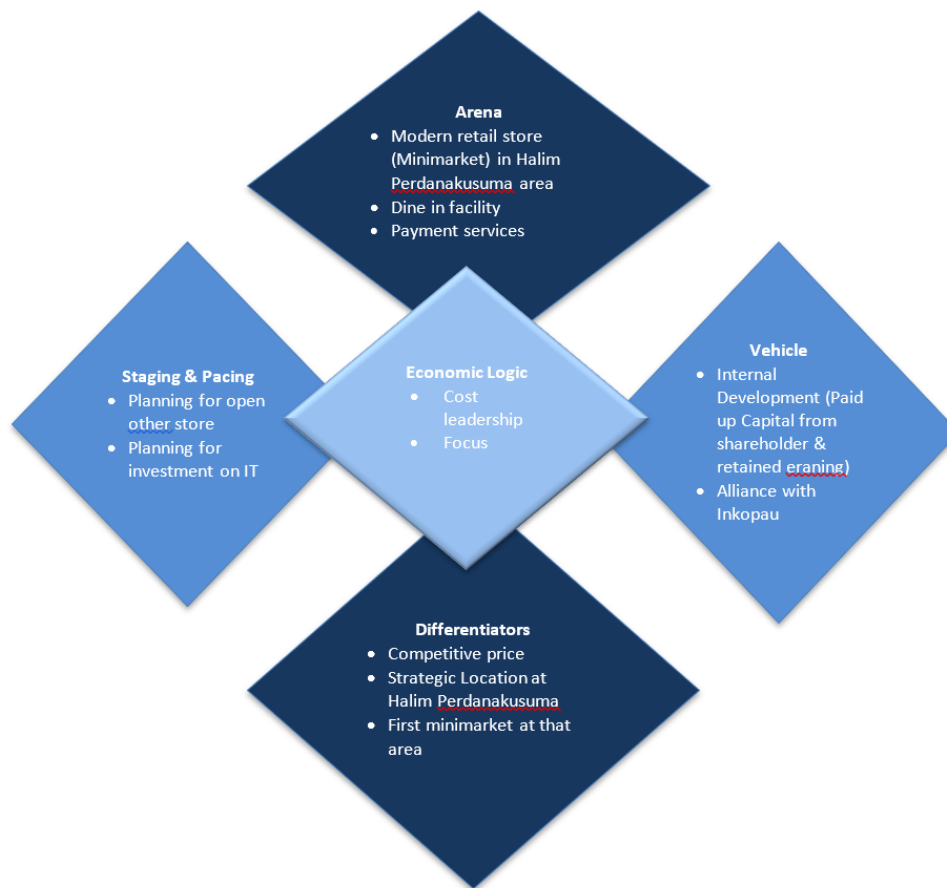 Arena
• Modern retail store
(Minimarket) in Halim
Perdanakusuma area
• Dine in facility
• Payment services
Staging & Pacing
• Planning for open
other store
• Planning for
investment on IT
Economic Logic
• Cost
leadership
• Focus
Vehicle
• Internal
Development (Paid
up Capital from
shareholder &
retained eraning)
• Alliance with
Inkopau
Differentiators
• Competitive price
• Strategic Location at
Halim Perdanakusuma
• First minimarket at that
area